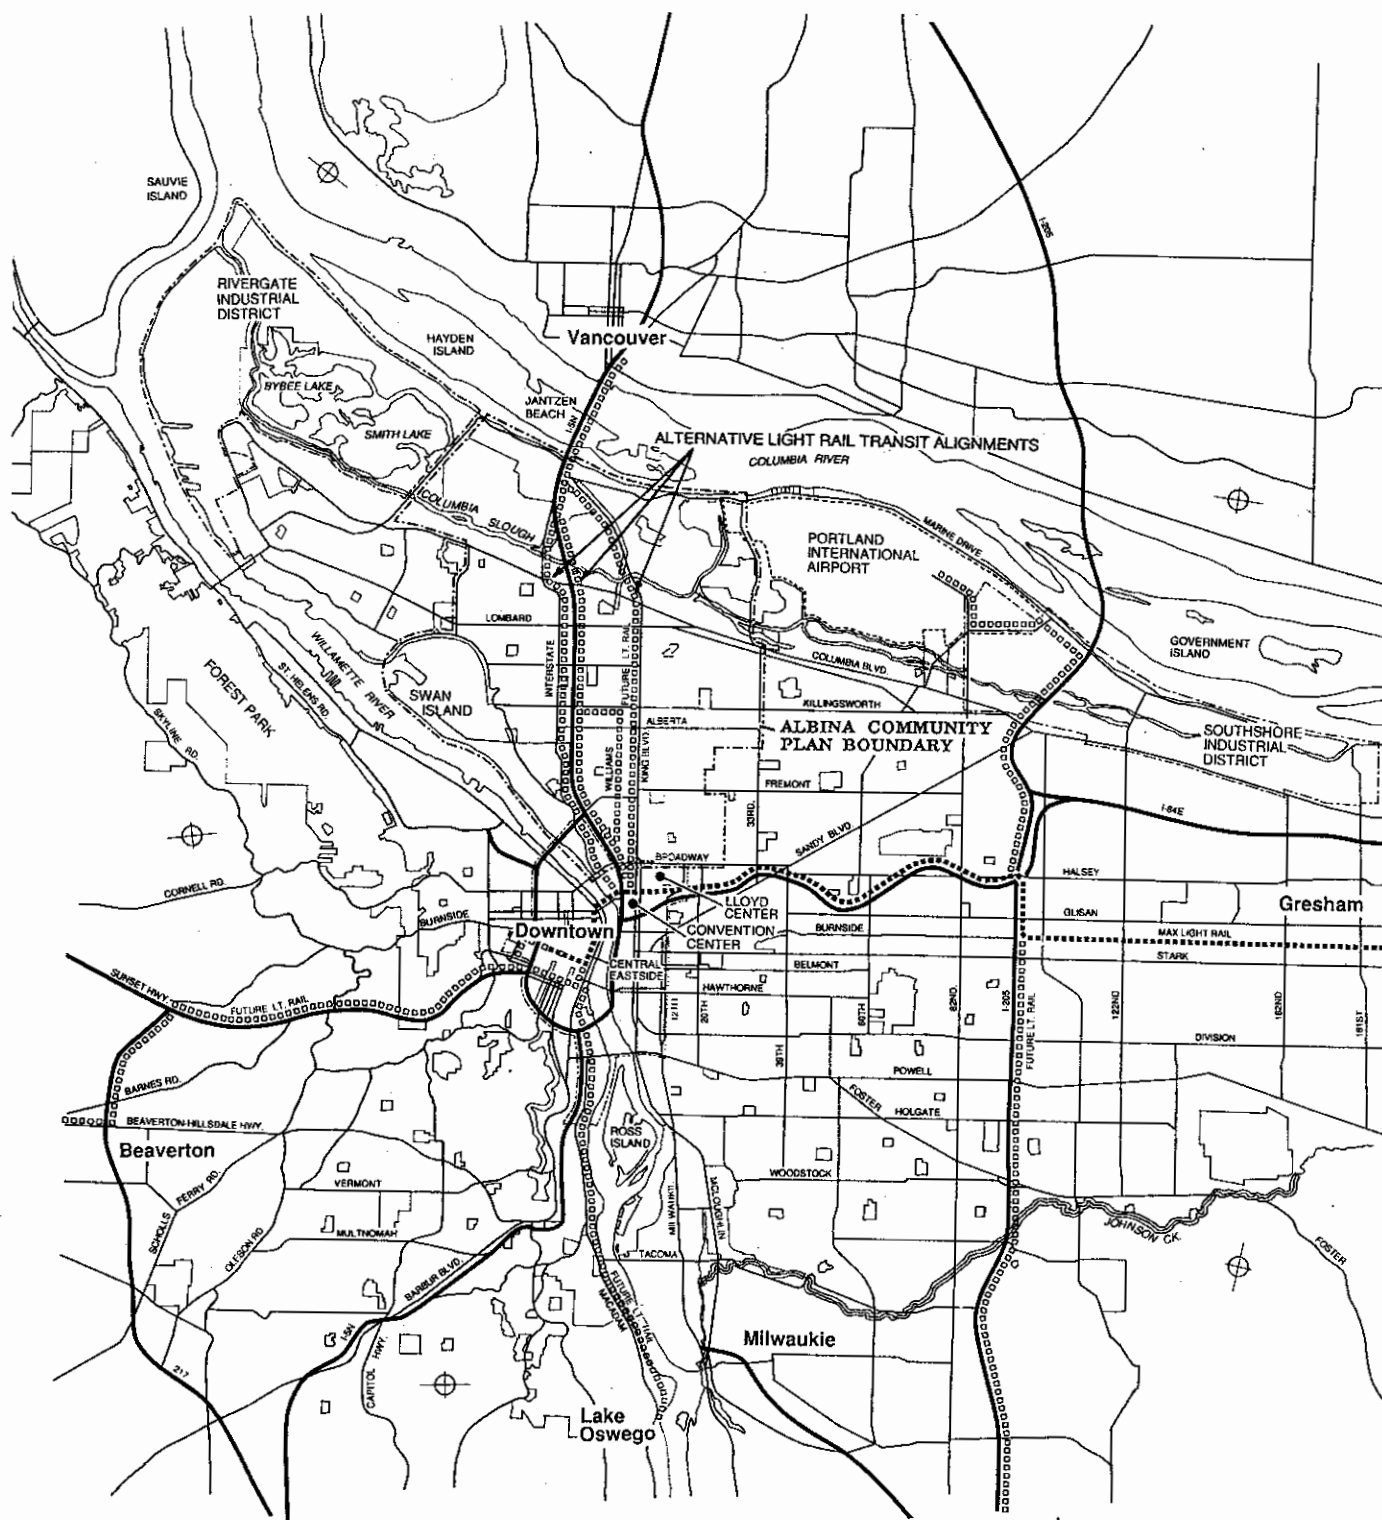 SAUVIE
ISLAND
I-205
RIVERGATE
INDUSTRIAL
DISTRICT
HAYDEN
ISLAND
Vancouver
BYBEE LAKE
JANTZEN
BEACH
I-5N
SMITH LAKE
ALTERNATIVE LIGHT RAIL TRANSIT ALIGNMENTS
COLUMBIA RIVER
COLUMBIA SLOUGH
MARINE DRIVE
PORTLAND
INTERNATIONAL
AIRPORT
LOMBARD
WILLAMETTE RIVER
GOVERNMENT
ISLAND
COLUMBIA BLVD.
INTERSTATE
FUTURE LT. RAIL
FOREST PARK
ST. HELENS RD.
SWAN
ISLAND
KILLINGSWORTH
SKYLINE RD.
ALBERTA
ALBINA COMMUNITY
PLAN BOUNDARY
SOUTHSHORE
INDUSTRIAL
DISTRICT
WILLIAMS
KING BLVD.
FREMONT
33RD.
SANDY BLVD
I-84E
BROADWAY
HALSEY
CORNELL RD.
LLOYD
CENTER
GLISAN
Gresham
BURNSIDE
Downtown
CONVENTION
CENTER
BURNSIDE
MAX LIGHT RAIL
STARK
CENTRAL
EASTSIDE
BELMONT
SUNSET HWY.
FUTURE LT. RAIL
HAWTHORNE
12TH
20TH
39TH
60TH
82ND
I-205
FUTURE LT. RAIL
122ND
162ND
181ST
DIVISION
POWELL
BARNES RD.
FOSTER
HOLGATE
BEAVERTON-HILLSDALE HWY.
Beaverton
ROSS
ISLAND
WOODSTOCK
VERMONT
SCHOLLS FERRY RD.
MILWAUKIE
MCLOUGHLIN
MULTNOMAH
OLESON RD
JOHNSON CK.
TACOMA
FOSTER
BARBUR BLVD.
FUTURE LT. RAIL
MACADAM
I-5N
Milwaukie
217
CAPITOL HWY.
Lake
Oswego